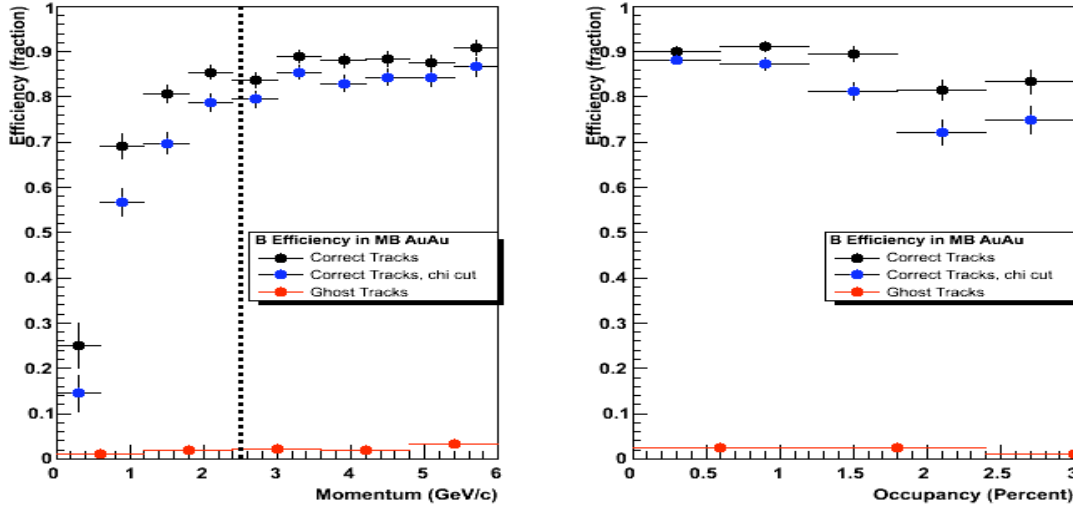 Efficiency (fraction)
1
0.9
0.8
0.7
0.6
0.5
0.4
0.3
0.2
0.1
0
B Efficiency in MB AuAu
Correct Tracks
Correct Tracks, chi cut
Ghost Tracks
0 1 2 3 4 5 6
Momentum (GeV/c)
Efficiency (fraction)
1
0.9
0.8
0.7
0.6
0.5
0.4
0.3
0.2
0.1
0
B Efficiency in MB AuAu
Correct Tracks
Correct Tracks, chi cut
Ghost Tracks
0 0.5 1 1.5 2 2.5 3
Occupancy (Percent)